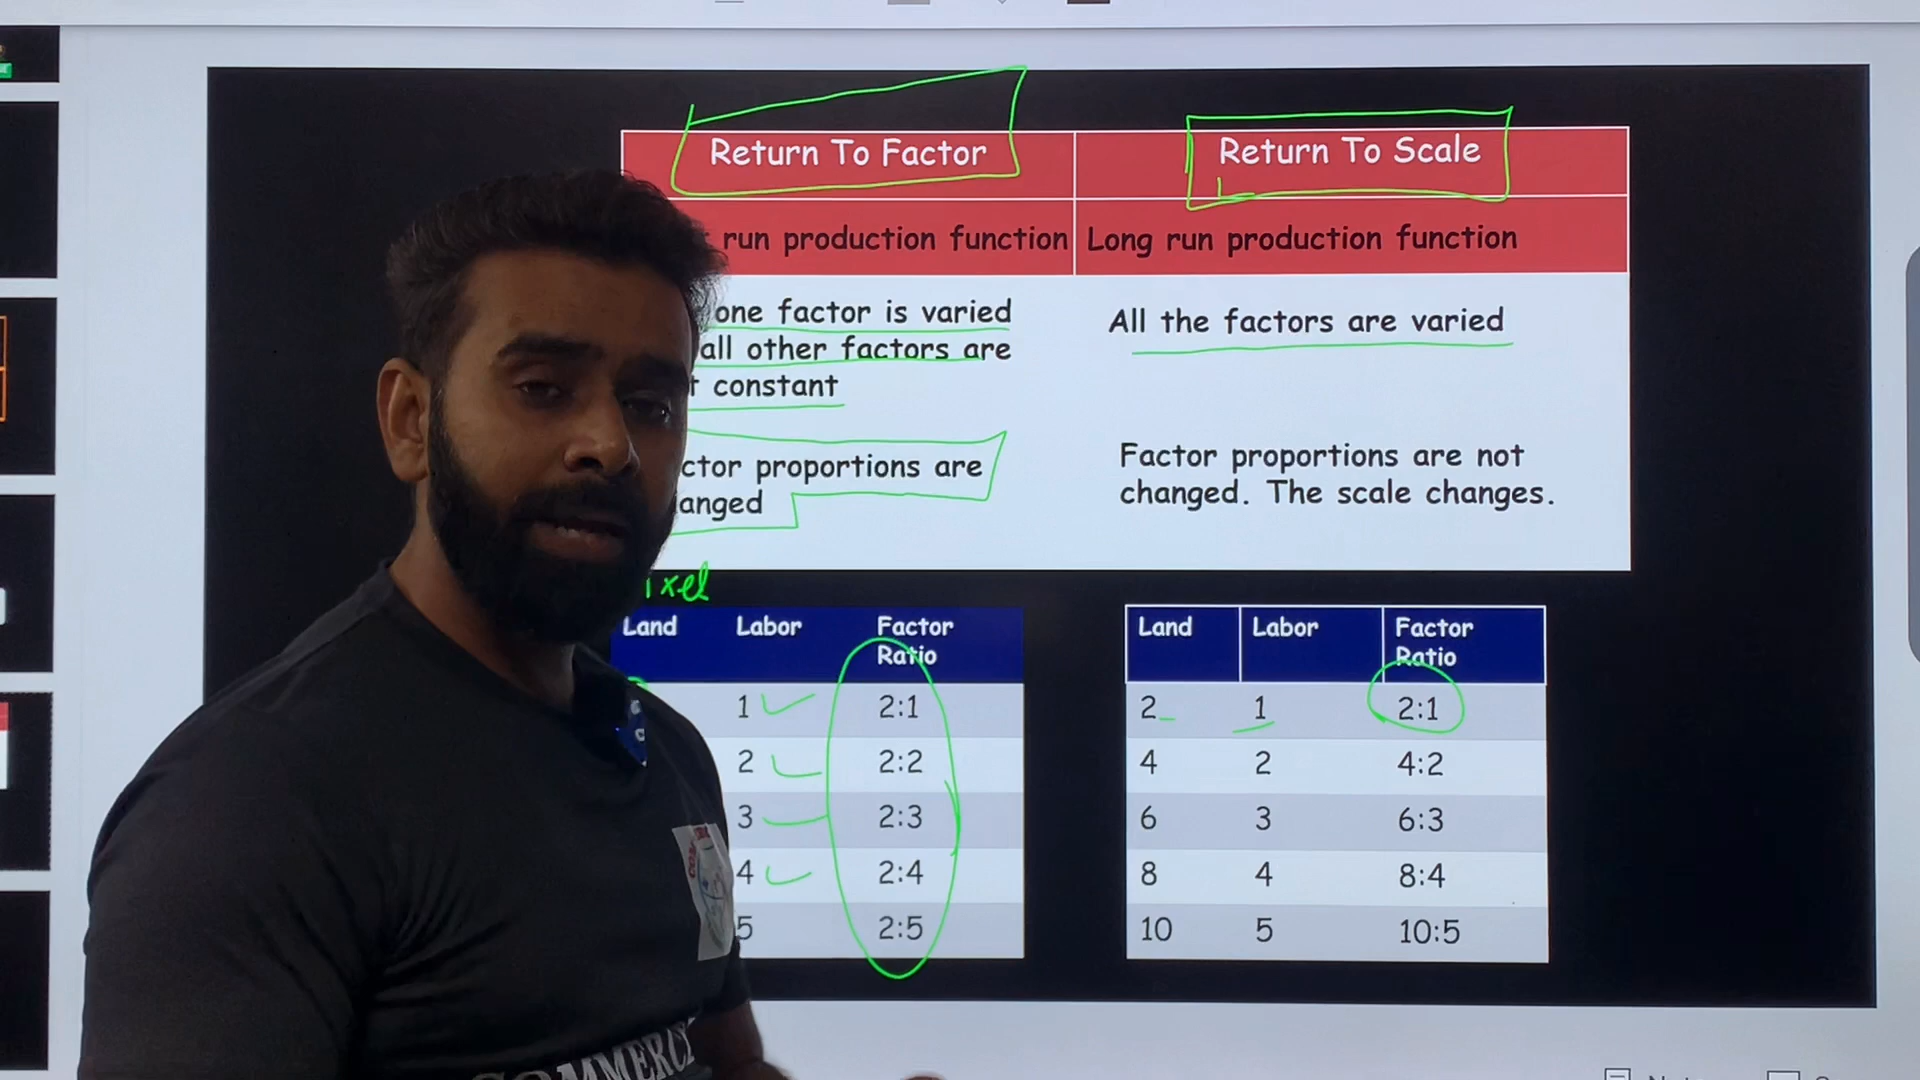 Return To Factor
Return To Scale
run production function
Long run production function
one factor is varied
all other factors are
constant
All the factors are varied
proportions are
Factor proportions are not
changed. The scale changes.
Land Labor Factor
Ratio
1 2:1
2 2:2
3 2:3
4 2:4
5 2:5
Land Labor Factor
Ratio
2 1 2:1
4 2 4:2
6 3 6:3
8 4 8:4
10 5 10:5